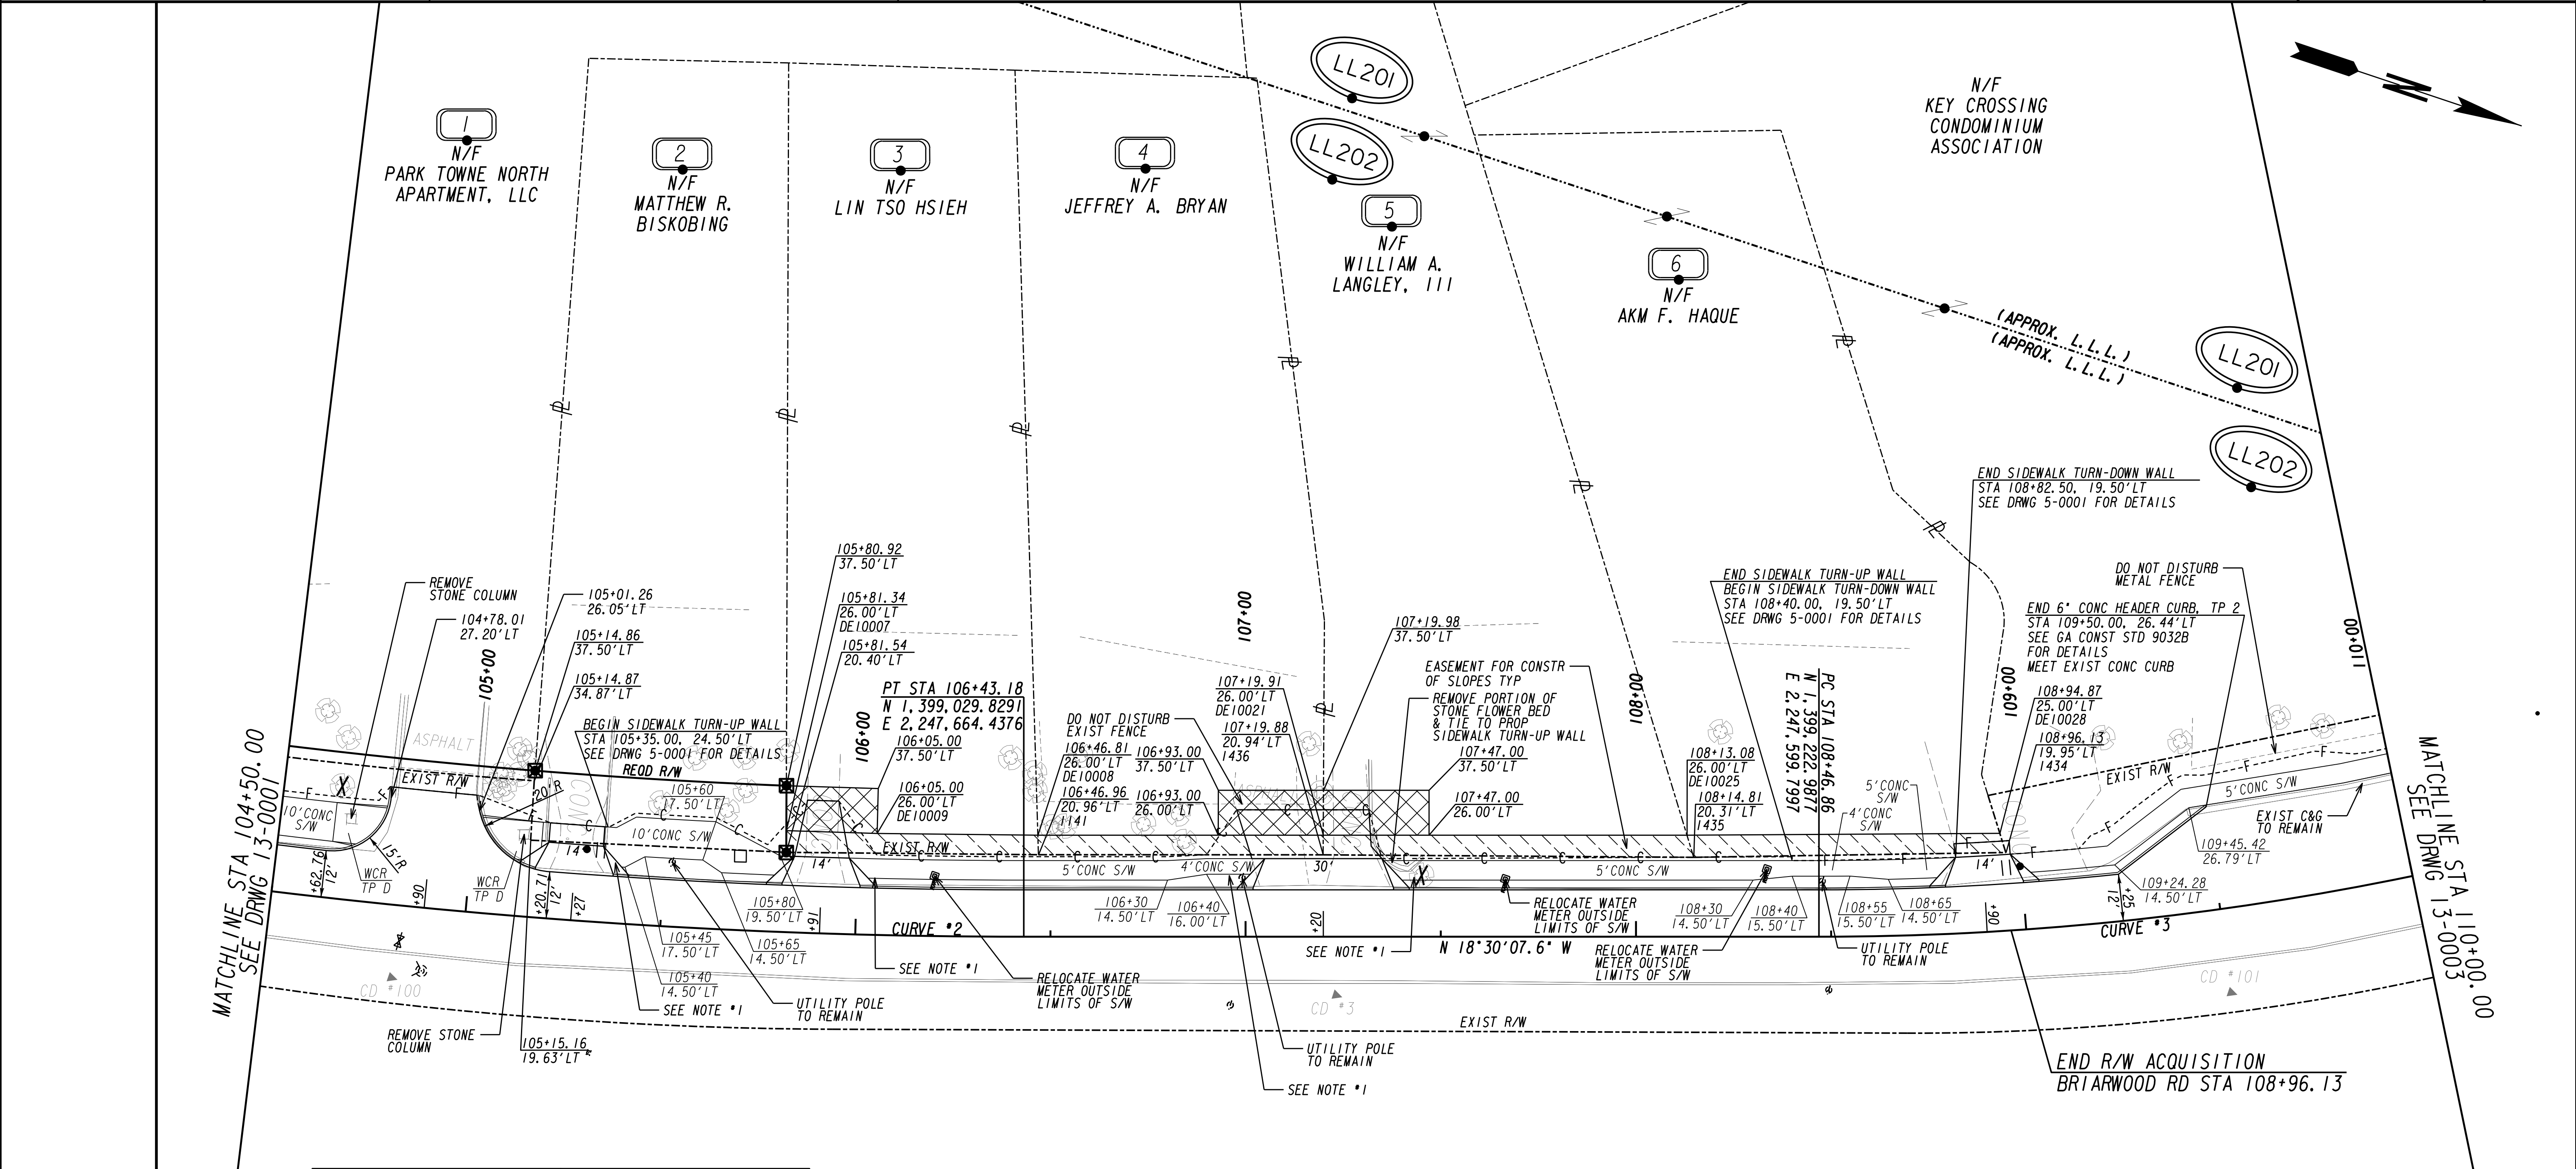 LL201
LL202
N
N/F
KEY CROSSING
CONDOMINIUM
ASSOCIATION
1
N/F
PARK TOWNE NORTH
APARTMENT, LLC
2
N/F
MATTHEW R.
BISKOBING
3
N/F
LIN TSO HSIEH
4
N/F
JEFFREY A. BRYAN
5
N/F
WILLIAM A.
LANGLEY, III
6
N/F
AKM F. HAQUE
(APPROX. L.L.L.)
(APPROX. L.L.L.)
LL201
LL202
MATCHLINE STA 104+50.00
SEE DRWG 13-0001
REMOVE
STONE COLUMN
104+78.01
27.20'LT
105+00
105+01.26
26.05'LT
105+14.86
37.50'LT
105+14.87
34.87'LT
BEGIN SIDEWALK TURN-UP WALL
STA 105+35.00, 24.50'LT
SEE DRWG 5-0001 FOR DETAILS
105+80.92
37.50'LT
105+81.34
26.00'LT
DE10007
105+81.54
20.40'LT
106+00
PT STA 106+43.18
N 1,399,029.8291
E 2,247,664.4376
106+05.00
37.50'LT
106+05.00
26.00'LT
DE10009
DO NOT DISTURB
EXIST FENCE
106+46.81
26.00'LT
DE10008
106+46.96
20.96'LT
1141
106+93.00
37.50'LT
106+93.00
26.00'LT
107+00
107+19.91
26.00'LT
DE10021
107+19.88
20.94'LT
1436
107+19.98
37.50'LT
EASEMENT FOR CONSTR
OF SLOPES TYP
REMOVE PORTION OF
STONE FLOWER BED
& TIE TO PROP
SIDEWALK TURN-UP WALL
107+47.00
37.50'LT
107+47.00
26.00'LT
108+00
108+13.08
26.00'LT
DE10025
108+14.81
20.31'LT
1435
END SIDEWALK TURN-UP WALL
BEGIN SIDEWALK TURN-DOWN WALL
STA 108+40.00, 19.50'LT
SEE DRWG 5-0001 FOR DETAILS
PC STA 108+46.86
N 1,399,222.9877
E 2,247,599.7997
END SIDEWALK TURN-DOWN WALL
STA 108+82.50, 19.50'LT
SEE DRWG 5-0001 FOR DETAILS
109+00
DO NOT DISTURB
METAL FENCE
END 6" CONC HEADER CURB, TP 2
STA 109+50.00, 26.44'LT
SEE GA CONST STD 9032B
FOR DETAILS
MEET EXIST CONC CURB
108+94.87
25.00'LT
DE10028
108+96.13
19.95'LT
1434
110+00
MATCHLINE STA 110+00.00
SEE DRWG 13-0003
ASPHALT
EXIST R/W
REQD R/W
20'R
CONC
10'CONC
S/W
WCR
TP D
15'R
+62.76
12'
+90
WCR
TP D
+20.71
12'
+27
14'
10'CONC S/W
105+60
17.50'LT
105+80
19.50'LT
+91
14'
EXIST R/W
105+45
17.50'LT
105+65
14.50'LT
105+40
14.50'LT
CURVE #2
5'CONC S/W
4'CONC S/W
106+30
14.50'LT
106+40
16.00'LT
30'
+20
5'CONC S/W
108+30
14.50'LT
108+40
15.50'LT
4'CONC
S/W
5'CONC
S/W
108+55
15.50'LT
108+65
14.50'LT
14'
+90
CONC
EXIST R/W
5'CONC S/W
EXIST C&G
TO REMAIN
109+45.42
26.79'LT
109+24.28
14.50'LT
+25
12'
CURVE #3
N 18°30'07.6" W
SEE NOTE #1
SEE NOTE #1
SEE NOTE #1
SEE NOTE #1
RELOCATE WATER
METER OUTSIDE
LIMITS OF S/W
RELOCATE WATER
METER OUTSIDE
LIMITS OF S/W
RELOCATE WATER
METER OUTSIDE
LIMITS OF S/W
UTILITY POLE
TO REMAIN
UTILITY POLE
TO REMAIN
UTILITY POLE
TO REMAIN
CD #100
CD #3
CD #101
REMOVE STONE
COLUMN
105+15.16
19.63'LT
EXIST R/W
END R/W ACQUISITION
BRIARWOOD RD STA 108+96.13